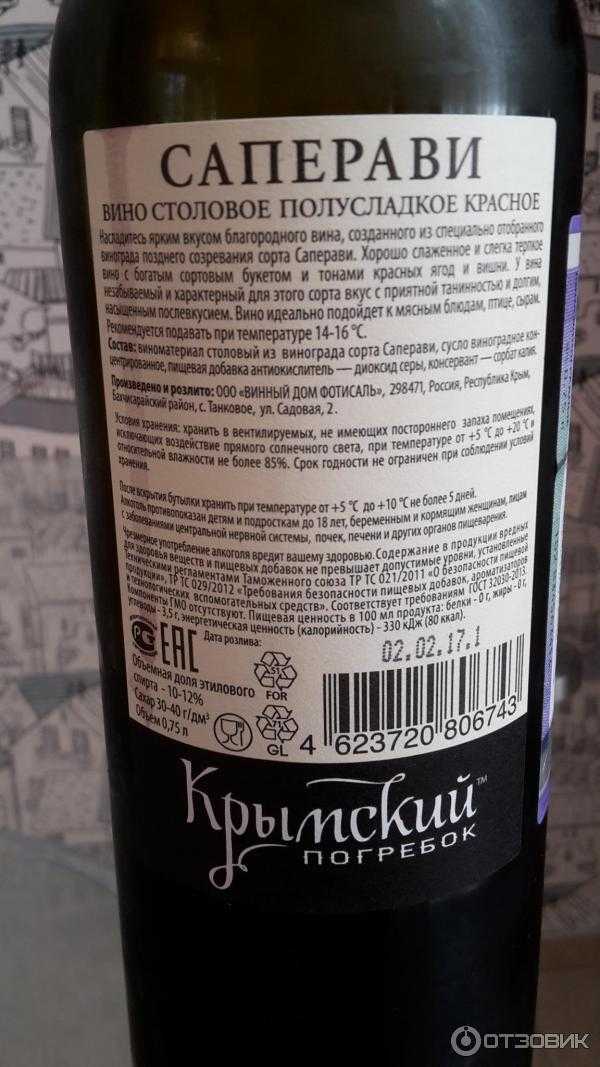 САПЕРАВИ
ВИНО СТОЛОВОЕ ПОЛУСЛАДКОЕ КРАСНОЕ
Насладитесь ярким вкусом благородного вина, созданного из специально отобранного
винограда позднего созревания сорта Саперави. Хорошо слаженное и слегка терпкое
вино с богатым сортовым букетом и тонами красных ягод и вишни. У вина
незабываемый и характерный для этого сорта вкус с приятной танинностью и долгим,
насыщенным послевкусием. Вино идеально подойдет к мясным блюдам, птице, сырам.
Рекомендуется подавать при температуре 14-16 °С.
Состав: виноматериал столовый из винограда сорта Саперави, сусло виноградное кон-
центрированное, пищевая добавка антиокислитель — диоксид серы, консервант — сорбат калия.
Произведено и розлито: ООО «ВИННЫЙ ДОМ ФОТИСАЛЬ», 298471, Россия, Республика Крым,
Бахчисарайский район, с. Танковое, ул. Садовая, 2.
Условия хранения: хранить в вентилируемых, не имеющих постороннего запаха помещениях,
исключающих воздействие прямого солнечного света, при температуре от +5 °С до +20 °С и
относительной влажности не более 85%. Срок годности не ограничен при соблюдении условий
хранения.
После вскрытия бутылки хранить при температуре от +5 °С до +10 °С не более 5 дней.
Алкоголь противопоказан детям и подросткам до 18 лет, беременным и кормящим женщинам, лицам
с заболеваниями центральной нервной системы, почек, печени и других органов пищеварения.
Чрезмерное употребление алкоголя вредит вашему здоровью. Содержание в продукции вредных
для здоровья веществ и пищевых добавок не превышает допустимые уровни, установленные
Техническими регламентами Таможенного союза ТР ТС 021/2011 "О безопасности пищевой
продукции", ТР ТС 029/2012 "Требования безопасности пищевых добавок, ароматизаторов
и технологических вспомогательных средств". Соответствует требованиям ГОСТ 32030-2013.
Компоненты ГМО отсутствуют. Пищевая ценность в 100 мл продукта: белки - 0 г, жиры - 0 г,
углеводы - 3,5 г, энергетическая ценность (калорийность) - 330 кДж (80 ккал).
РСТ EAC Дата розлива: 02.02.17.1
Объемная доля этилового
спирта - 10-12%
Сахар 30-40 г/дм³
Объём 0,75 л
51
FOR
71
GL
4 623720 806743
Крымский™
ПОГРЕБОК
ОТЗОВИК